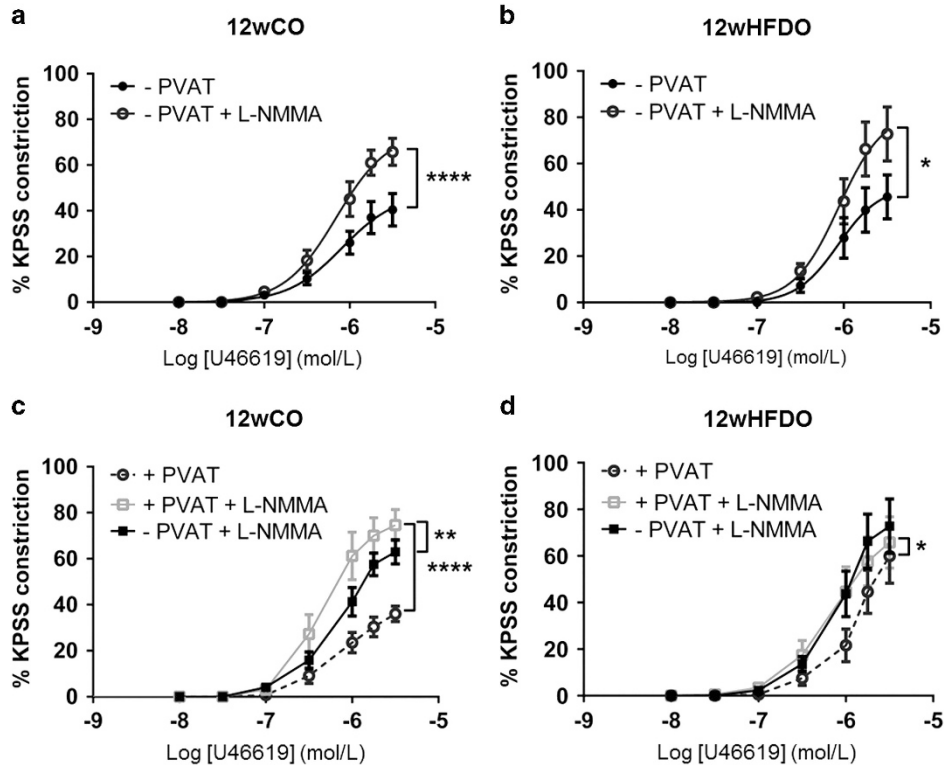 a
12wCO
% KPSS constriction
100
80
60
40
20
0
- PVAT
- PVAT + L-NMMA
****
-9 -8 -7 -6 -5
Log [U46619] (mol/L)
b
12wHFDO
% KPSS constriction
100
80
60
40
20
0
- PVAT
- PVAT + L-NMMA
*
-9 -8 -7 -6 -5
Log [U46619] (mol/L)
c
12wCO
% KPSS constriction
100
80
60
40
20
0
+ PVAT
+ PVAT + L-NMMA
- PVAT + L-NMMA
**
****
-9 -8 -7 -6 -5
Log [U46619] (mol/L)
d
12wHFDO
% KPSS constriction
100
80
60
40
20
0
+ PVAT
+ PVAT + L-NMMA
- PVAT + L-NMMA
*
-9 -8 -7 -6 -5
Log [U46619] (mol/L)